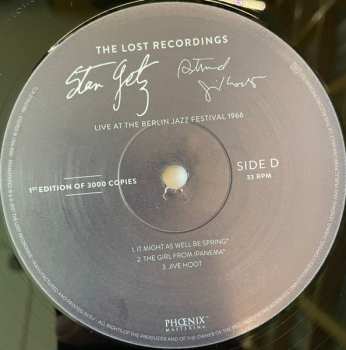 THE LOST RECORDINGS
Stan Getz
Astrud
Gilberto
LIVE AT THE BERLIN JAZZ FESTIVAL 1966
1ST EDITION OF 3000 COPIES
SIDE D
33 RPM
1. IT MIGHT AS WELL BE SPRING*
2. THE GIRL FROM IPANEMA*
3. JIVE HOOT
PHŒNIX
MASTERING